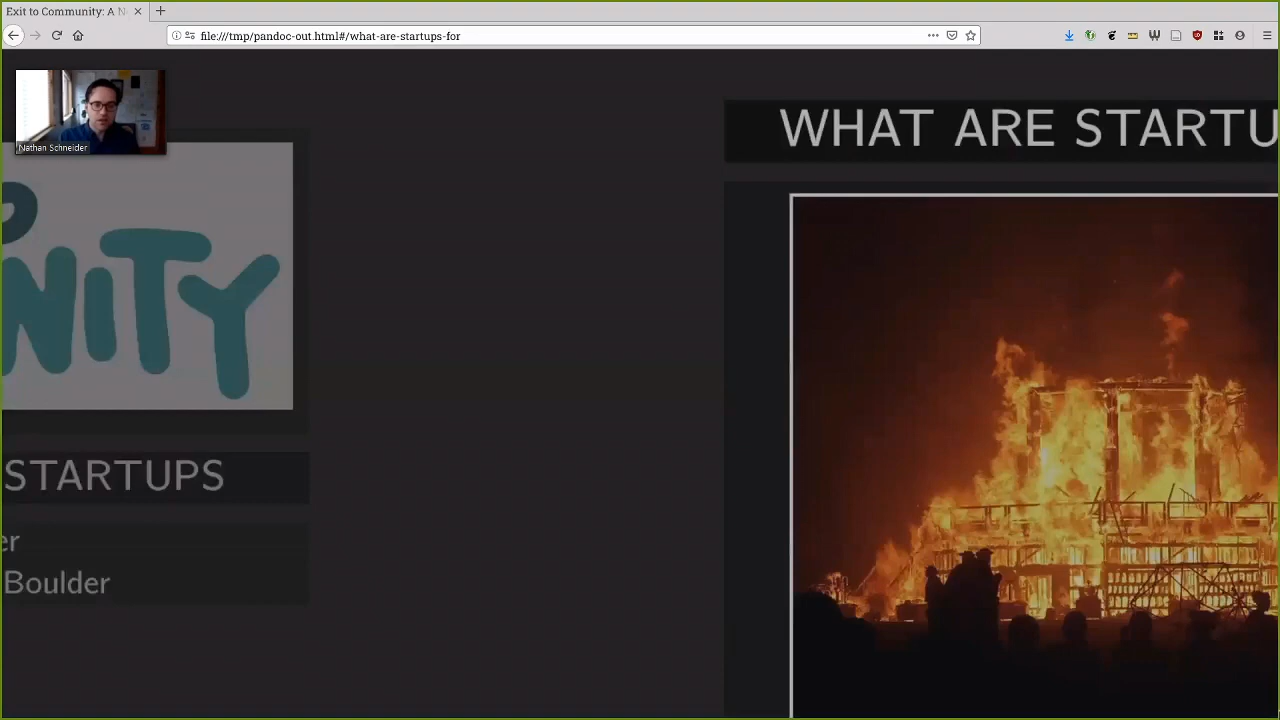 Exit to Community: A N
file:///tmp/pandoc-out.html#/what-are-startups-for
Nathan Schneider
WHAT ARE STARTU
NITY
STARTUPS
er
Boulder